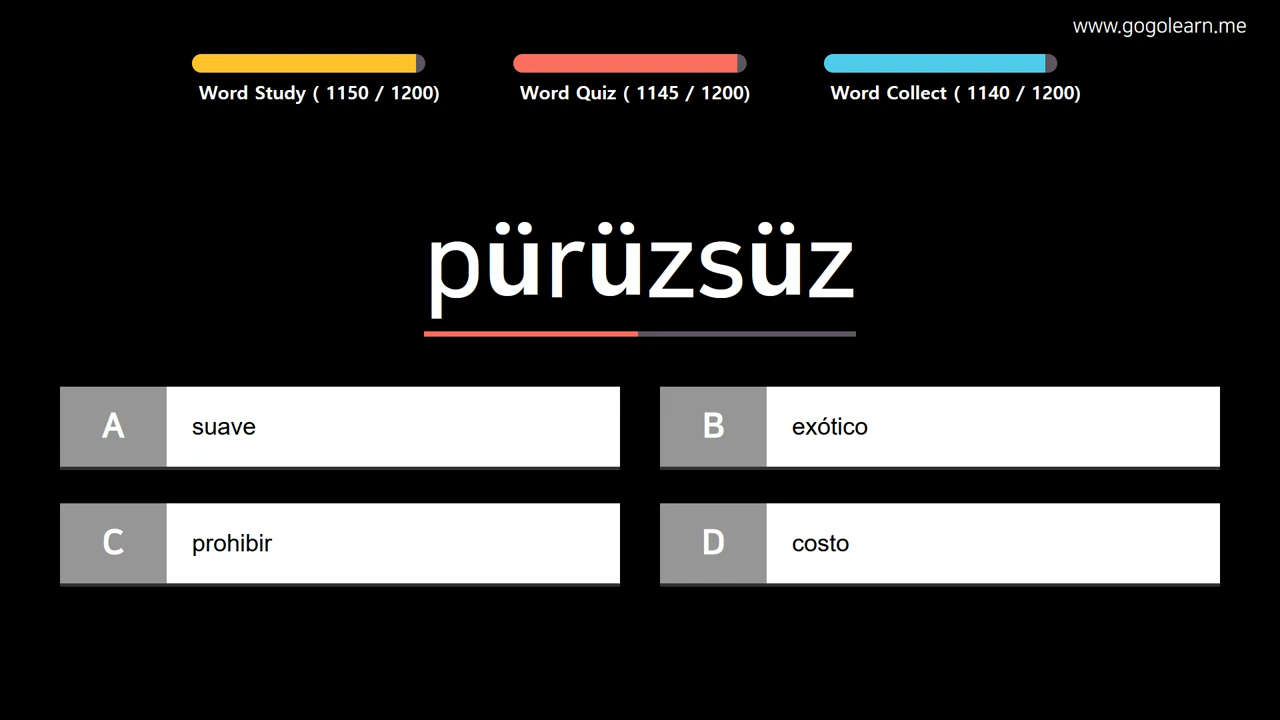 www.gogolearn.me
Word Study ( 1150 / 1200)
Word Quiz ( 1145 / 1200)
Word Collect ( 1140 / 1200)
pürüzsüz
A
suave
B
exótico
C
prohibir
D
costo